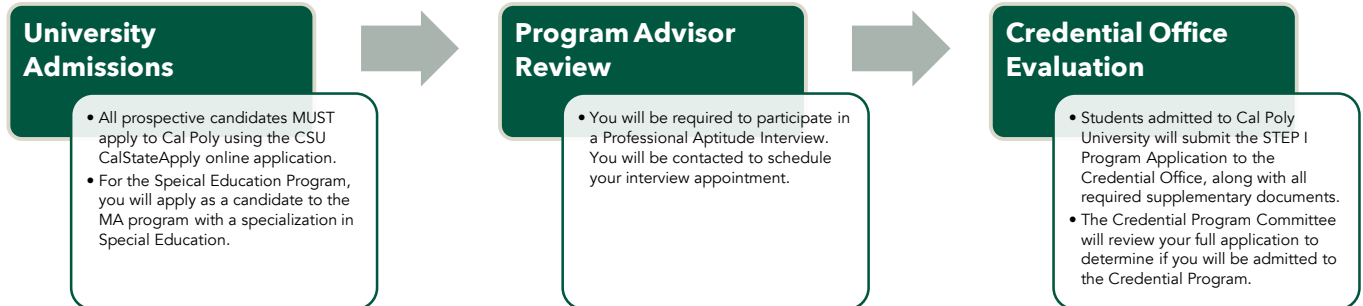 University
Admissions
• All prospective candidates MUST
apply to Cal Poly using the CSU
CalStateApply online application.
• For the Speical Education Program,
you will apply as a candidate to the
MA program with a specialization in
Special Education.
Program Advisor
Review
• You will be required to participate in
a Professional Aptitude Interview.
You will be contacted to schedule
your interview appointment.
Credential Office
Evaluation
• Students admitted to Cal Poly
University will submit the STEP I
Program Application to the
Credential Office, along with all
required supplementary documents.
• The Credential Program Committee
will review your full application to
determine if you will be admitted to
the Credential Program.